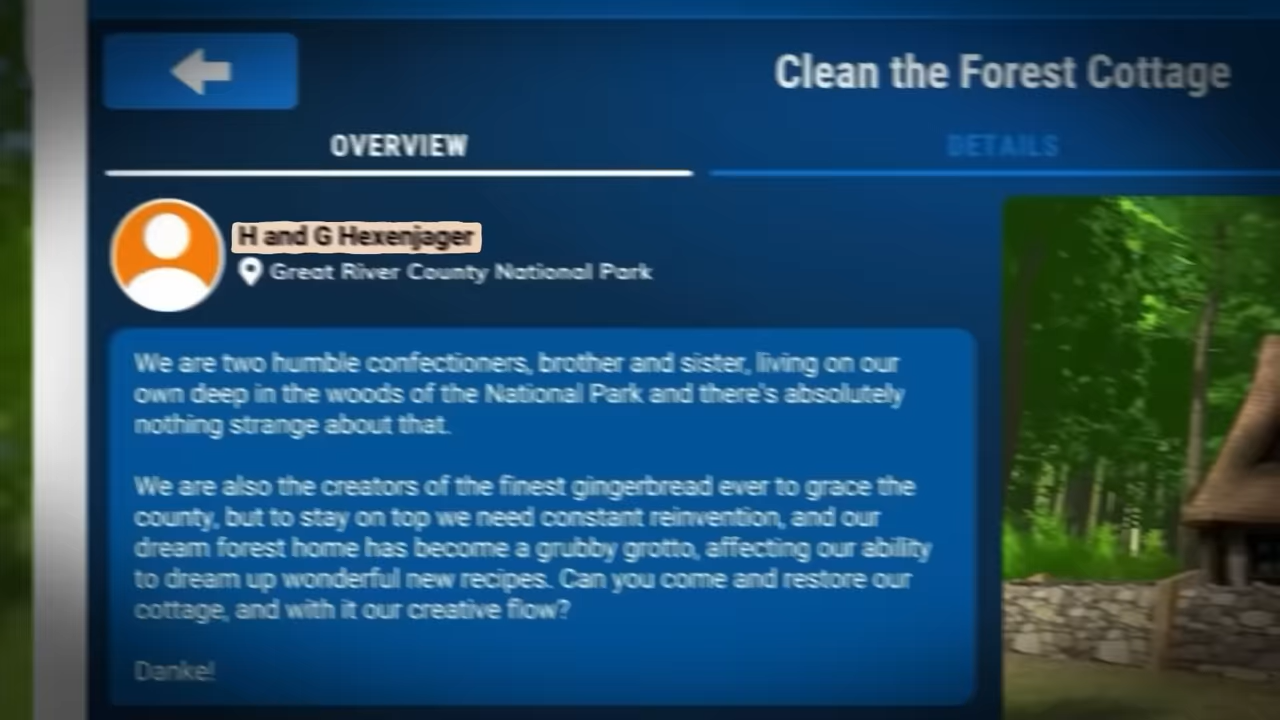 Clean the Forest Cottage
OVERVIEW
DETAILS
H and G Hexenjager
Great River County National Park
We are two humble confectioners, brother and sister, living on our
own deep in the woods of the National Park and there's absolutely
nothing strange about that.
We are also the creators of the finest gingerbread ever to grace the
county, but to stay on top we need constant reinvention, and our
dream forest home has become a grubby grotto, affecting our ability
to dream up wonderful new recipes. Can you come and restore our
cottage, and with it our creative flow?
Danke!